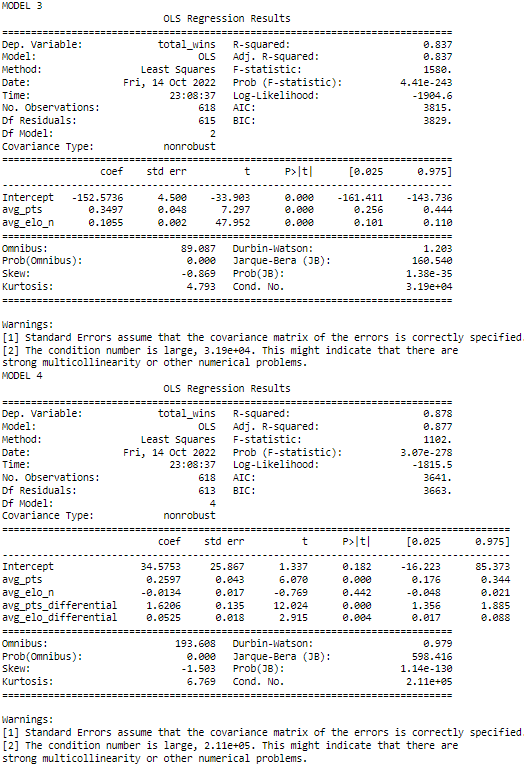 MODEL 3
OLS Regression Results
==============================================================================
Dep. Variable: total_wins R-squared: 0.837
Model: OLS Adj. R-squared: 0.837
Method: Least Squares F-statistic: 1580.
Date: Fri, 14 Oct 2022 Prob (F-statistic): 4.41e-243
Time: 23:08:37 Log-Likelihood: -1904.6
No. Observations: 618 AIC: 3815.
Df Residuals: 615 BIC: 3829.
Df Model: 2
Covariance Type: nonrobust
==============================================================================
coef std err t P>|t| [0.025 0.975]
------------------------------------------------------------------------------
Intercept -152.5736 4.500 -33.903 0.000 -161.411 -143.736
avg_pts 0.3497 0.048 7.297 0.000 0.256 0.444
avg_elo_n 0.1055 0.002 47.952 0.000 0.101 0.110
==============================================================================
Omnibus: 89.087 Durbin-Watson: 1.203
Prob(Omnibus): 0.000 Jarque-Bera (JB): 160.540
Skew: -0.869 Prob(JB): 1.38e-35
Kurtosis: 4.793 Cond. No. 3.19e+04
==============================================================================
Warnings:
[1] Standard Errors assume that the covariance matrix of the errors is correctly specified.
[2] The condition number is large, 3.19e+04. This might indicate that there are
strong multicollinearity or other numerical problems.
MODEL 4
OLS Regression Results
==============================================================================
Dep. Variable: total_wins R-squared: 0.878
Model: OLS Adj. R-squared: 0.877
Method: Least Squares F-statistic: 1102.
Date: Fri, 14 Oct 2022 Prob (F-statistic): 3.07e-278
Time: 23:08:37 Log-Likelihood: -1815.5
No. Observations: 618 AIC: 3641.
Df Residuals: 613 BIC: 3663.
Df Model: 4
Covariance Type: nonrobust
========================================================================================
coef std err t P>|t| [0.025 0.975]
----------------------------------------------------------------------------------------
Intercept 34.5753 25.867 1.337 0.182 -16.223 85.373
avg_pts 0.2597 0.043 6.070 0.000 0.176 0.344
avg_elo_n -0.0134 0.017 -0.769 0.442 -0.048 0.021
avg_pts_differential 1.6206 0.135 12.024 0.000 1.356 1.885
avg_elo_differential 0.0525 0.018 2.915 0.004 0.017 0.088
==============================================================================
Omnibus: 193.608 Durbin-Watson: 0.979
Prob(Omnibus): 0.000 Jarque-Bera (JB): 598.416
Skew: -1.503 Prob(JB): 1.14e-130
Kurtosis: 6.769 Cond. No. 2.11e+05
==============================================================================
Warnings:
[1] Standard Errors assume that the covariance matrix of the errors is correctly specified.
[2] The condition number is large, 2.11e+05. This might indicate that there are
strong multicollinearity or other numerical problems.